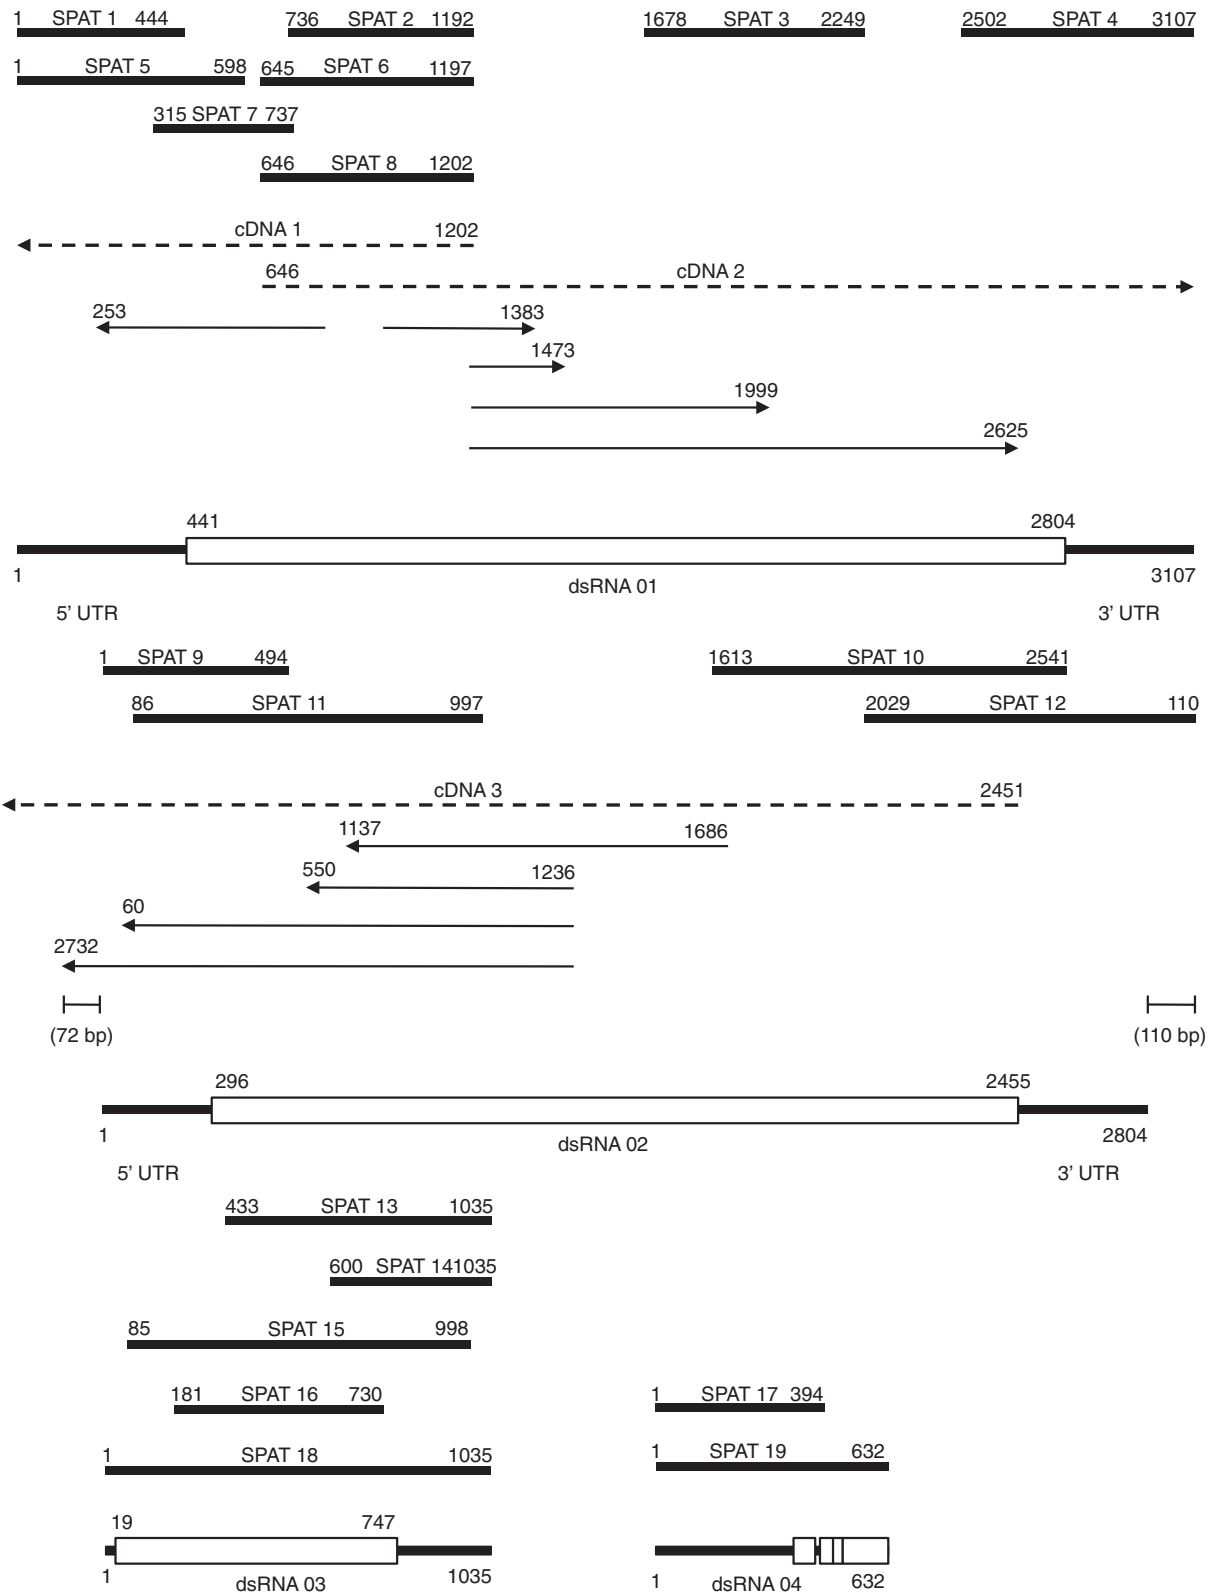 1 SPAT 1 444 736 SPAT 2 1192 1678 SPAT 3 2249 2502 SPAT 4 3107
1 SPAT 5 598 645 SPAT 6 1197
315 SPAT 7 737
646 SPAT 8 1202
cDNA 1 1202
646 cDNA 2
253 1383
1473
1999
2625
441 2804
1 dsRNA 01 3107
5’ UTR 3’ UTR
1 SPAT 9 494 1613 SPAT 10 2541
86 SPAT 11 997 2029 SPAT 12 110
cDNA 3 2451
1137 1686
550 1236
60
2732
(72 bp) (110 bp)
296 2455
1 dsRNA 02 2804
5’ UTR 3’ UTR
433 SPAT 13 1035
600 SPAT 141035
85 SPAT 15 998
181 SPAT 16 730 1 SPAT 17 394
1 SPAT 18 1035 1 SPAT 19 632
19 747
1 dsRNA 03 1035 1 dsRNA 04 632